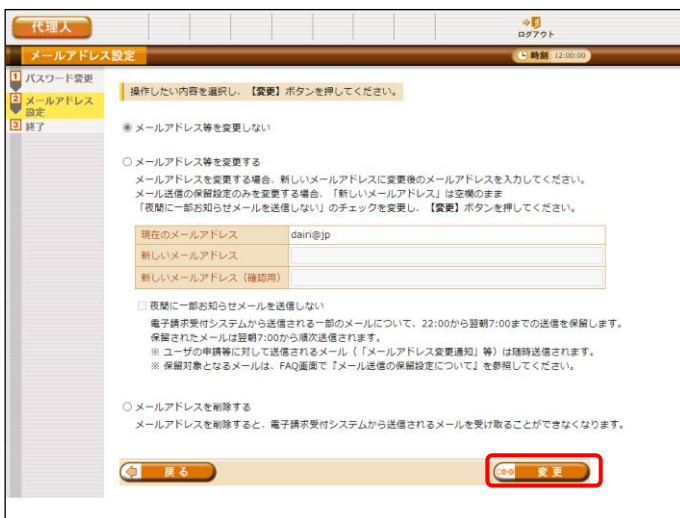 代理人
ログアウト
メールアドレス設定
時刻 12:00:00
1 パスワード変更
2 メールアドレス
設定
3 終了
操作したい内容を選択し、【変更】ボタンを押してください。
メールアドレス等を変更しない
メールアドレス等を変更する
メールアドレスを変更する場合、新しいメールアドレスに変更後のメールアドレスを入力してください。
メール送信の保留設定のみを変更する場合、「新しいメールアドレス」は空欄のまま
「夜間に一部お知らせメールを送信しない」のチェックを変更し、【変更】ボタンを押してください。
現在のメールアドレス dairi@jp
新しいメールアドレス
新しいメールアドレス（確認用）
夜間に一部お知らせメールを送信しない
電子請求受付システムから送信される一部のメールについて、22:00から翌朝7:00までの送信を保留します。
保留されたメールは翌朝7:00から順次送信されます。
※ ユーザの申請等に対して送信されるメール（「メールアドレス変更通知」等）は随時送信されます。
※ 保留対象となるメールは、FAQ画面で『メール送信の保留設定について』を参照してください。
メールアドレスを削除する
メールアドレスを削除すると、電子請求受付システムから送信されるメールを受け取ることができなくなります。
戻る
変更